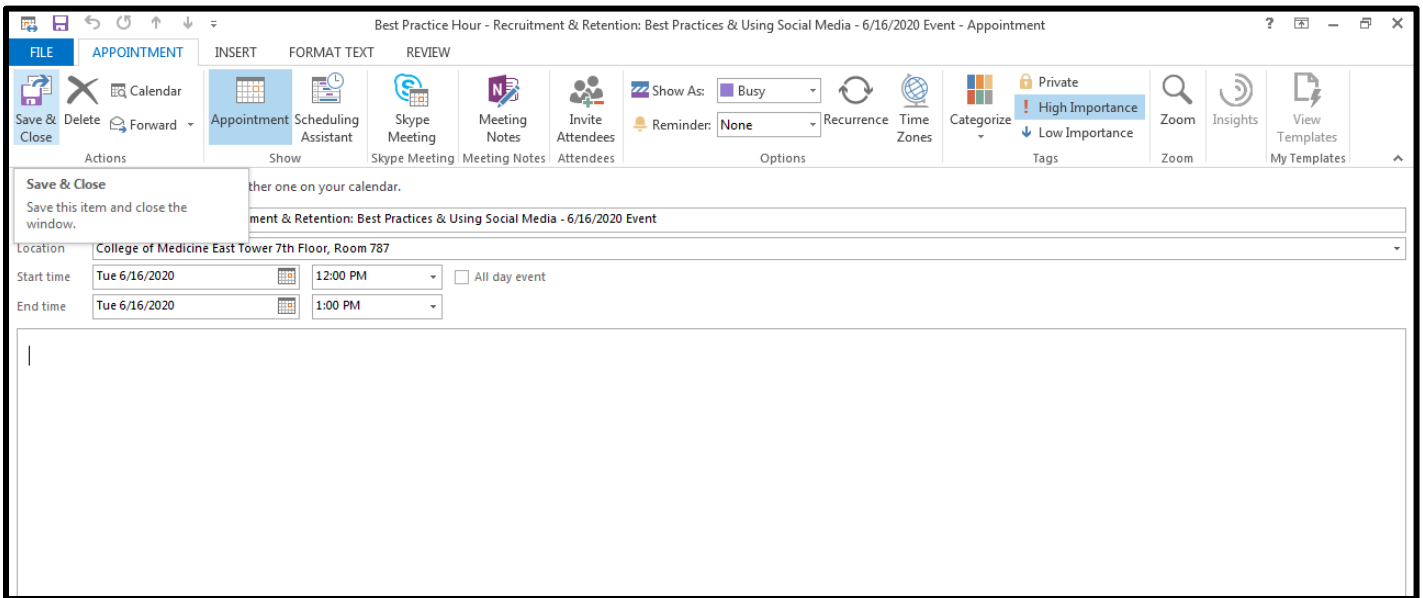 Best Practice Hour - Recruitment & Retention: Best Practices & Using Social Media - 6/16/2020 Event - Appointment
?
FILE APPOINTMENT INSERT FORMAT TEXT REVIEW
Save & Close
Delete
Calendar
Forward
Actions
Appointment
Scheduling Assistant
Show
Skype Meeting
Skype Meeting
Meeting Notes
Meeting Notes
Invite Attendees
Attendees
Show As: Busy
Reminder: None
Recurrence
Time Zones
Options
Categorize
Private
High Importance
Low Importance
Tags
Zoom
Zoom
Insights
View Templates
My Templates
Save & Close
Save this item and close the
window.
ther one on your calendar.
ment & Retention: Best Practices & Using Social Media - 6/16/2020 Event
Location College of Medicine East Tower 7th Floor, Room 787
Start time Tue 6/16/2020 12:00 PM All day event
End time Tue 6/16/2020 1:00 PM